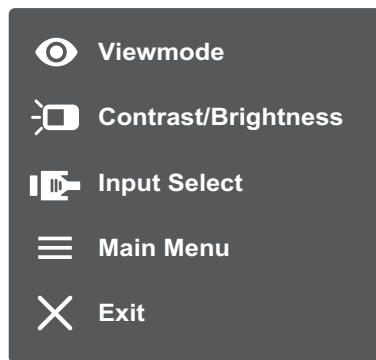 Viewmode
Contrast/Brightness
Input Select
Main Menu
Exit